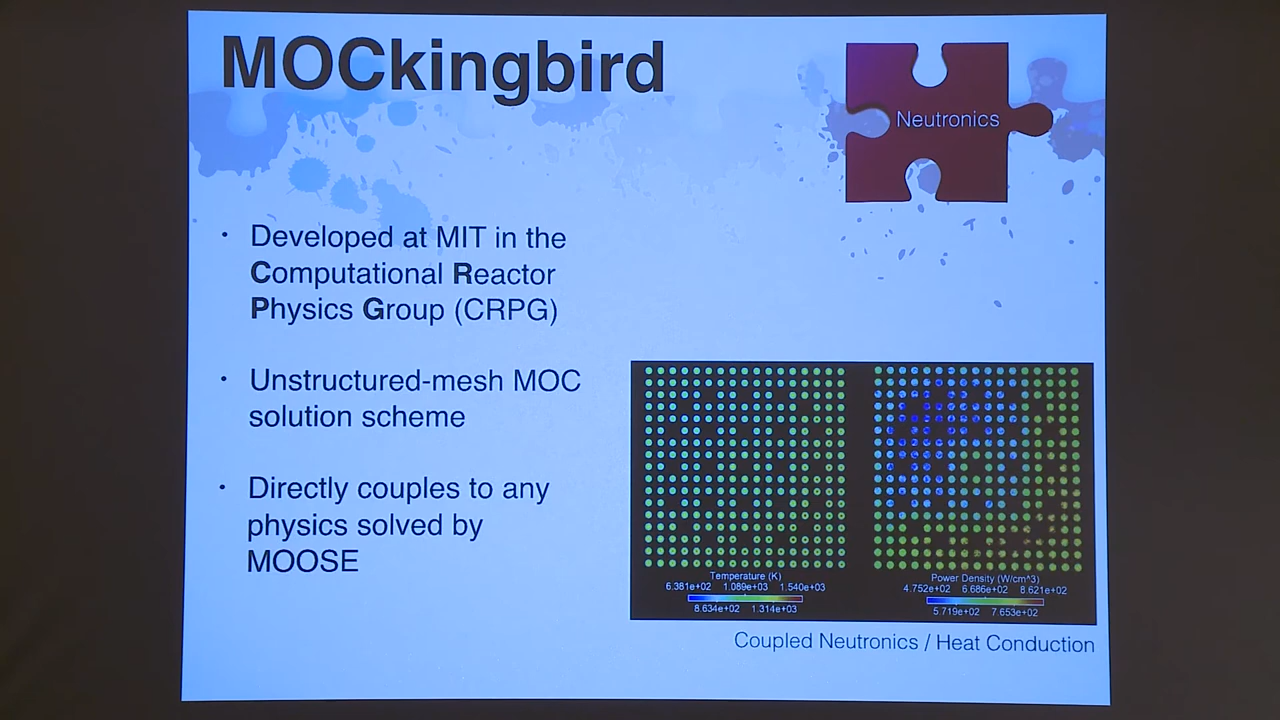 MOCkingbird
Neutronics
• Developed at MIT in the
Computational Reactor
Physics Group (CRPG)
• Unstructured-mesh MOC
solution scheme
• Directly couples to any
physics solved by
MOOSE
Temperature (K)
6.381e+02 1.089e+03 1.540e+03
8.634e+02 1.314e+03
Power Density (W/cm^3)
4.752e+02 6.686e+02 8.621e+02
5.719e+02 7.653e+02
Coupled Neutronics / Heat Conduction